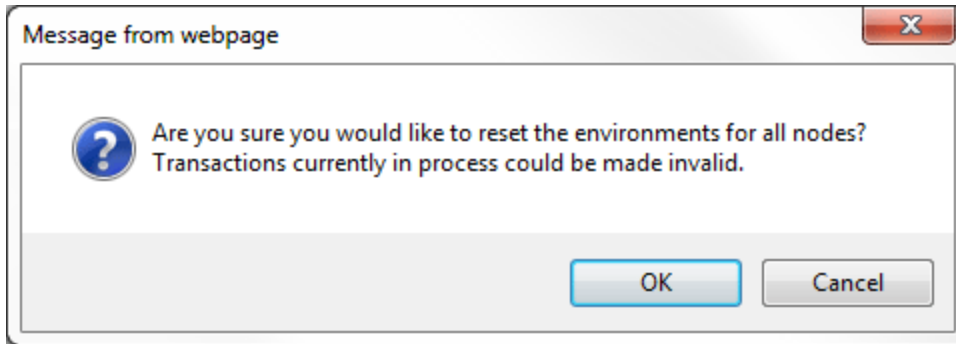 Message from webpage
Are you sure you would like to reset the environments for all nodes?
Transactions currently in process could be made invalid.
OK
Cancel